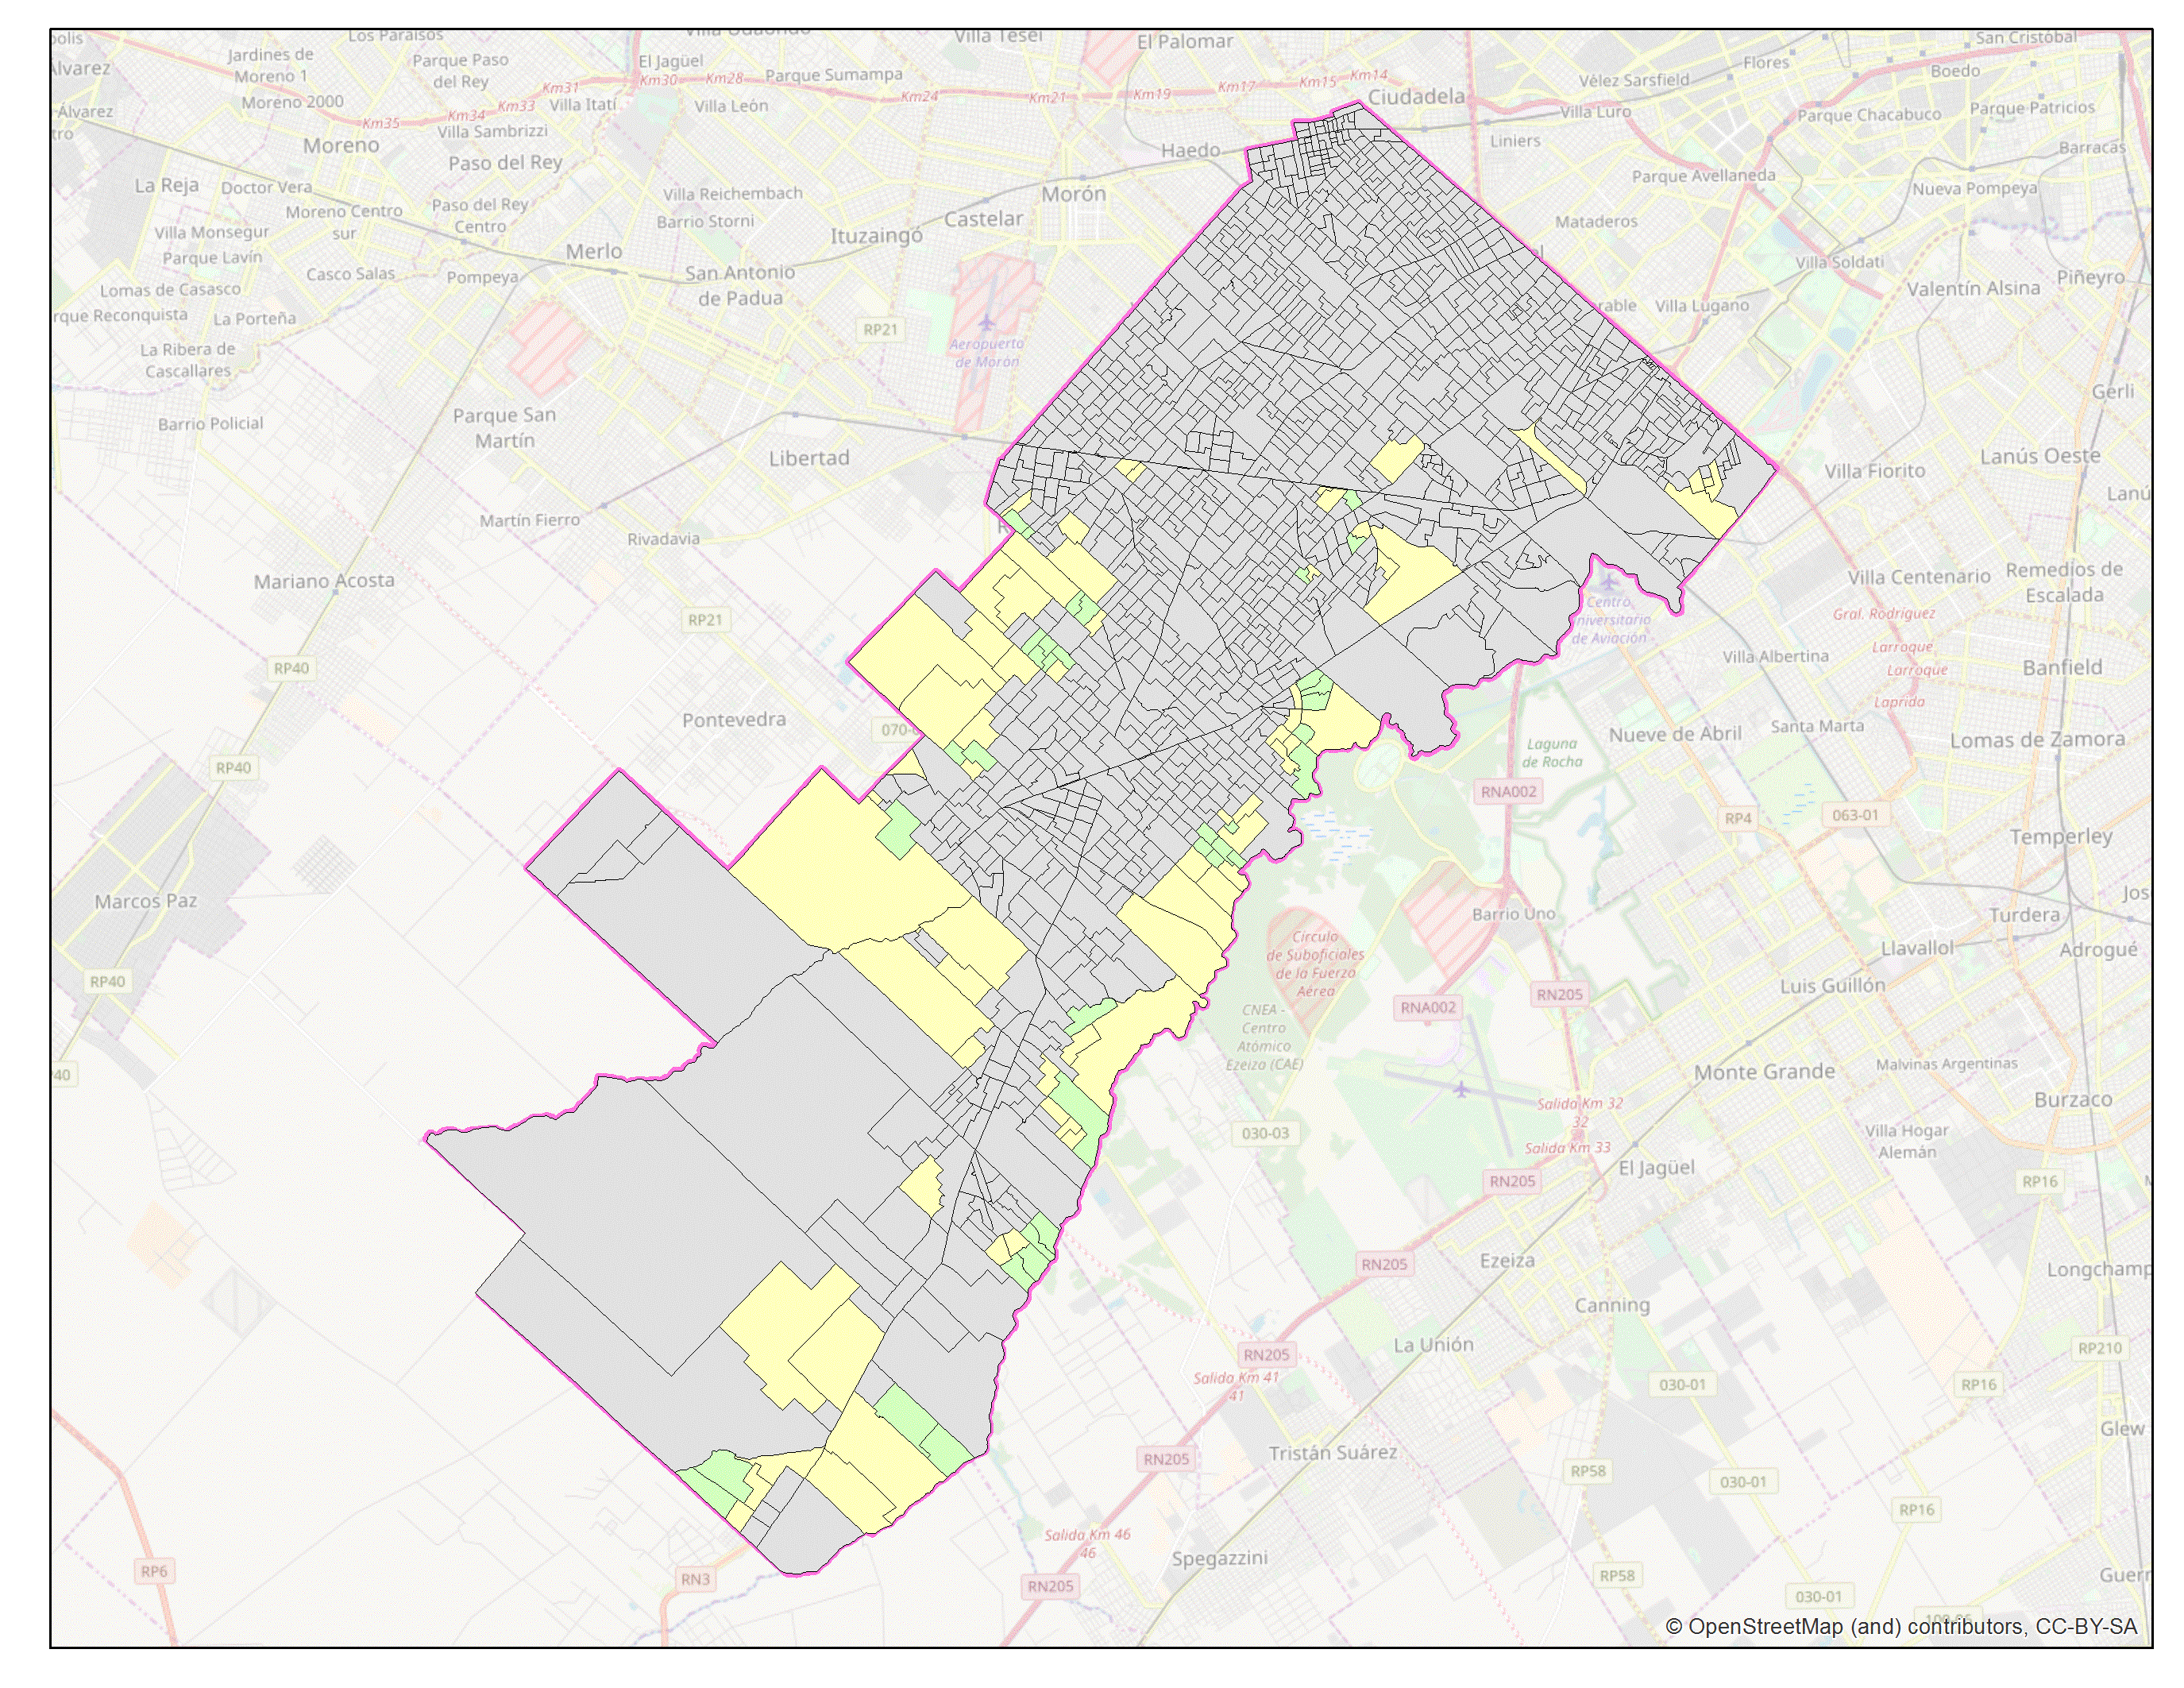 Los Paraísos
Villa Tesei
El Palomar
San Cristóbal
Álvarez
Jardines de
Moreno 1
Parque Paso
del Rey
El Jagüel
Km31
Km30
Km28
Parque Sumampa
Km24
Km21
Km19
Km17
Km15
Km14
Ciudadela
Vélez Sarsfield
Flores
Boedo
Álvarez
Moreno 2000
Km35
Km34
Km33
Villa Itatí
Villa León
Villa Luro
Parque Chacabuco
Parque Patricios
Moreno
Villa Sambrizzi
Paso del Rey
Haedo
Liniers
Barracas
La Reja
Doctor Vera
Villa Reichembach
Morón
Parque Avellaneda
Nueva Pompeya
Moreno Centro
sur
Paso del Rey
Centro
Barrio Storni
Castelar
Mataderos
Villa Monsegur
Ituzaingó
Parque Lavín
Merlo
Villa Soldati
Casco Salas
Pompeya
San Antonio
de Padua
Piñeyro
Lomas de Casasco
Valentín Alsina
La Porteña
RP21
Villa Lugano
La Ribera de
Cascallares
Aeropuerto
de Morón
Gerli
Parque San
Martín
Barrio Policial
Libertad
Lanús Oeste
Villa Fiorito
Martín Fierro
Rivadavia
Mariano Acosta
Villa Centenario
Remedios de
Escalada
Centro
Universitario
de Aviación
Gral. Rodríguez
RP21
Larroque
Villa Albertina
Larroque
Banfield
RP40
Laprida
Pontevedra
Santa Marta
Nueve de Abril
Lomas de Zamora
Laguna
de Rocha
RP40
RNA002
RP4
063-01
Temperley
Marcos Paz
Barrio Uno
Turdera
Círculo
de Suboficiales
de la Fuerza
Aérea
Llavallol
Adrogué
RP40
RNA002
RN205
Luis Guillón
CNEA -
Centro
Atómico
Ezeiza (CAE)
Monte Grande
Malvinas Argentinas
Salida Km 32
32
Burzaco
030-03
Salida Km 33
Villa Hogar
Alemán
El Jagüel
RN205
RP16
RN205
Ezeiza
Longchamp
Canning
La Unión
RN205
RP210
Salida Km 41
41
030-01
RP16
Glew
Tristán Suárez
RN205
RP58
030-01
RP16
Salida Km 46
46
Spegazzini
RP6
RN3
RN205
RP58
030-01
Guerr
© OpenStreetMap (and) contributors, CC-BY-SA